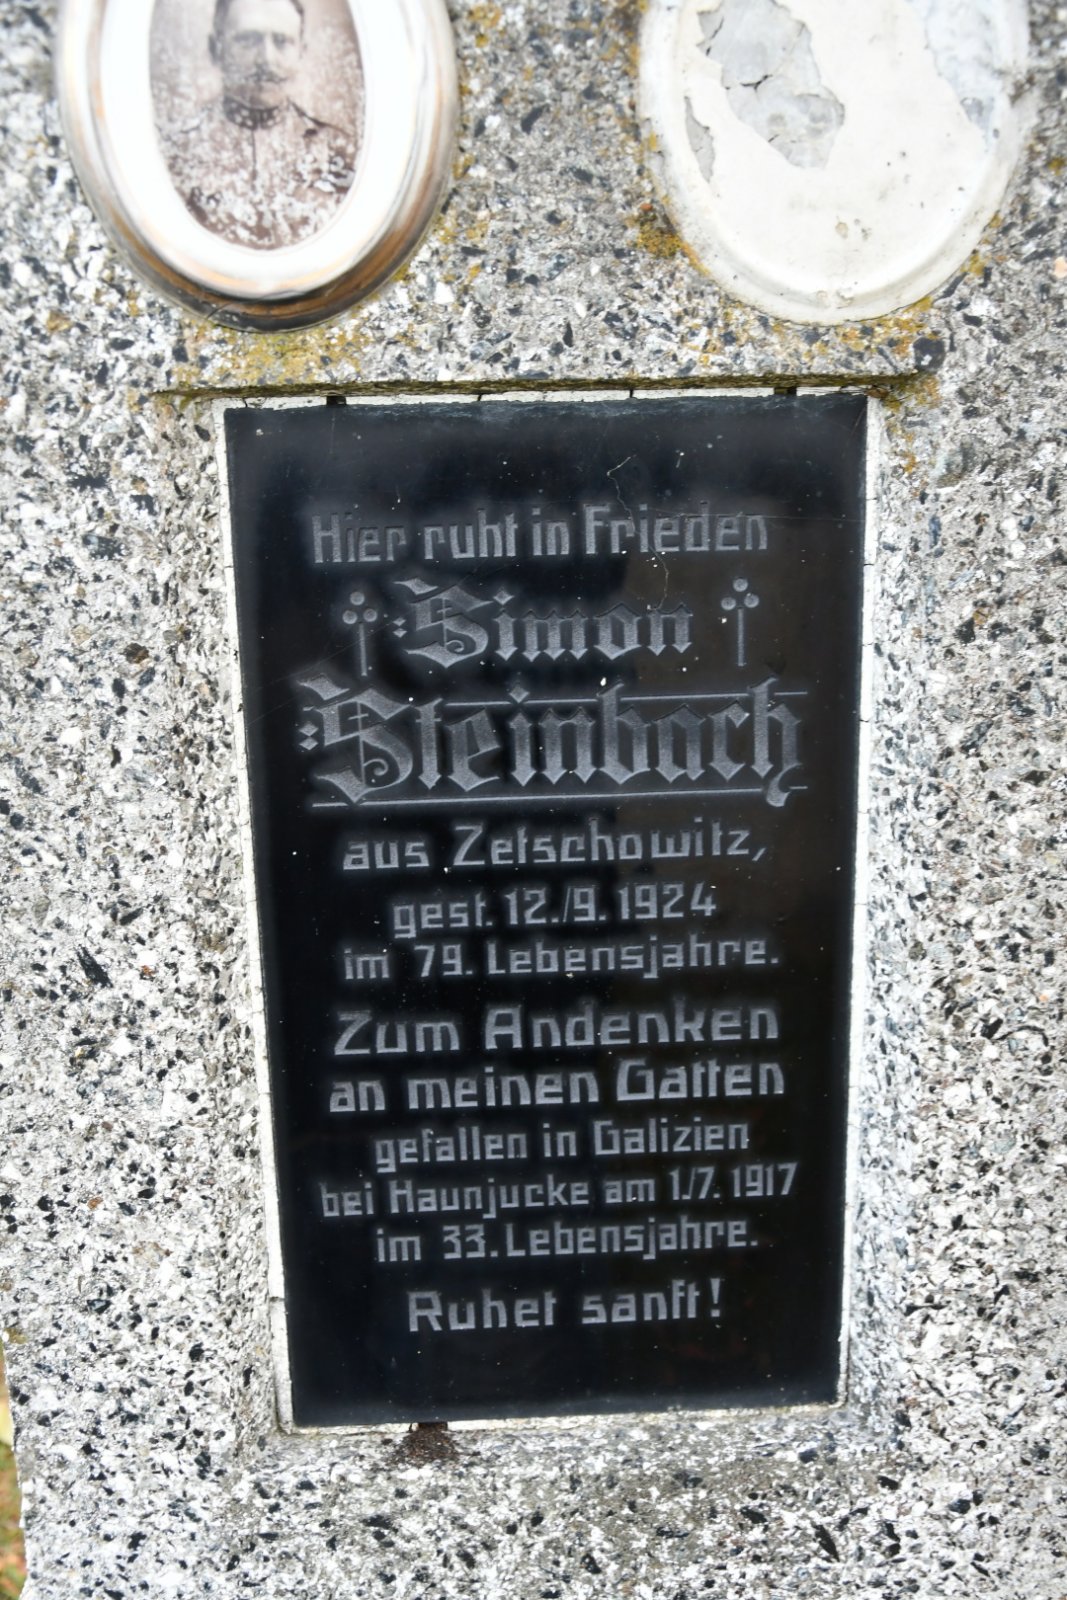 Hier ruht in Frieden
Simon
Steinbach
aus Zetschowitz,
gest. 12./9. 1924
im 79. Lebensjahre.
Zum Andenken
an meinen Gatten
gefallen in Galizien
bei Haunjucke am 1./7. 1917
im 33. Lebensjahre.
Ruhet sanft!